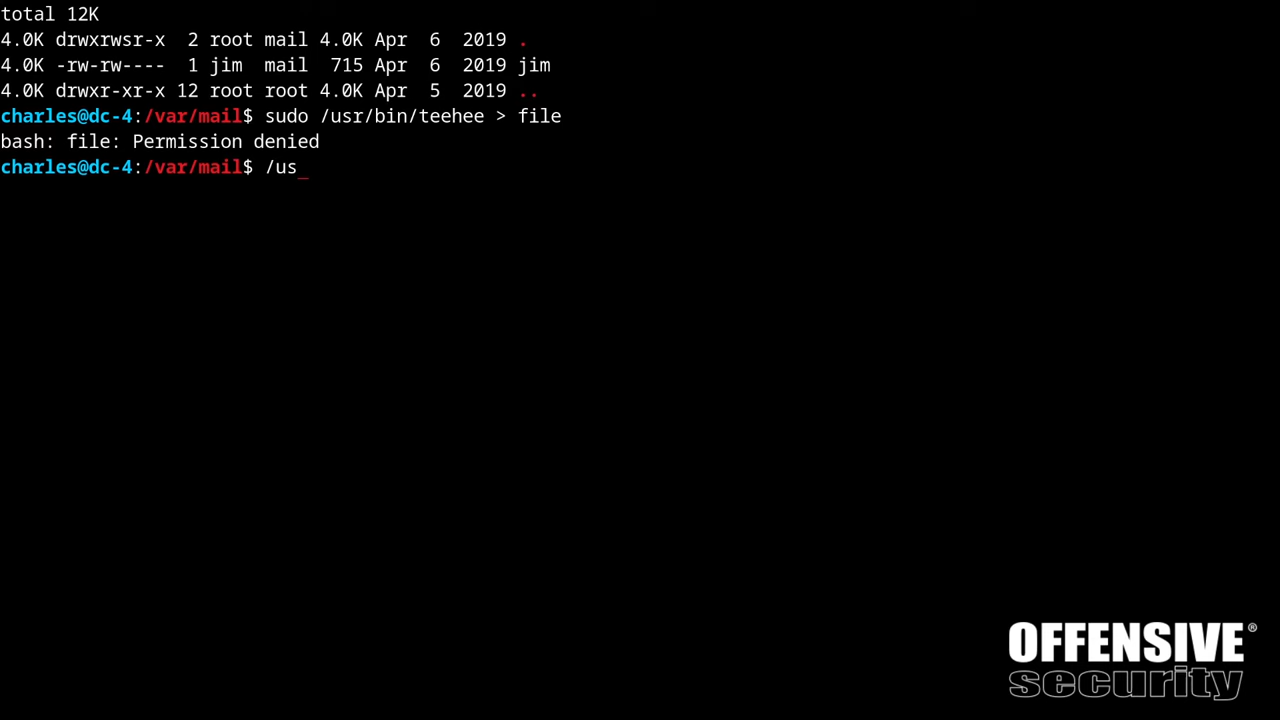 total 12K
4.0K drwxrwsr-x  2 root mail 4.0K Apr  6  2019 .
4.0K -rw-rw----  1 jim  mail  715 Apr  6  2019 jim
4.0K drwxr-xr-x 12 root root 4.0K Apr  5  2019 ..
charles@dc-4:/var/mail$ sudo /usr/bin/teehee > file
bash: file: Permission denied
charles@dc-4:/var/mail$ /us_
OFFENSIVE®
security